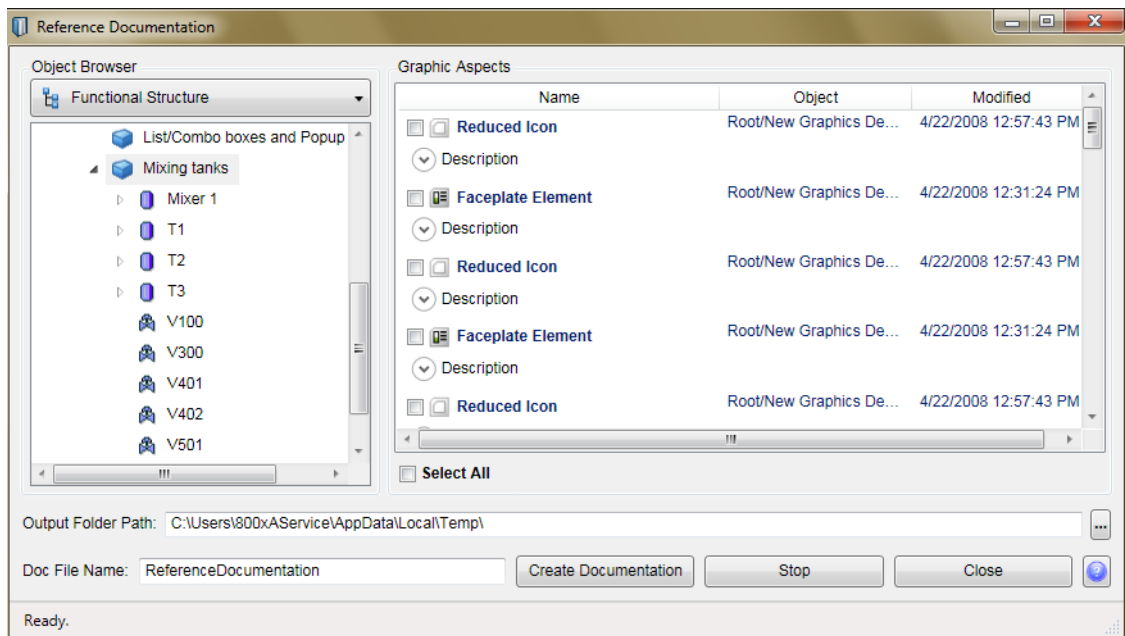 Reference Documentation
Object Browser
Functional Structure
List/Combo boxes and Popup
Mixing tanks
Mixer 1
T1
T2
T3
V100
V300
V401
V402
V501
Graphic Aspects
Name Object Modified
Reduced Icon Root/New Graphics De... 4/22/2008 12:57:43 PM
Description
Faceplate Element Root/New Graphics De... 4/22/2008 12:31:24 PM
Description
Reduced Icon Root/New Graphics De... 4/22/2008 12:57:43 PM
Description
Faceplate Element Root/New Graphics De... 4/22/2008 12:31:24 PM
Description
Reduced Icon Root/New Graphics De... 4/22/2008 12:57:43 PM
Select All
Output Folder Path: C:\Users\800xAService\AppData\Local\Temp\ ...
Doc File Name: ReferenceDocumentation Create Documentation Stop Close ?
Ready.